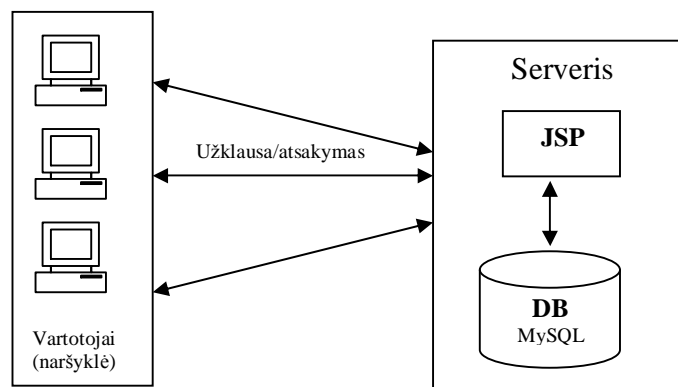 Serveris
JSP
Užklausa/atsakymas
DB
MySQL
Vartotojai
(naršyklė)